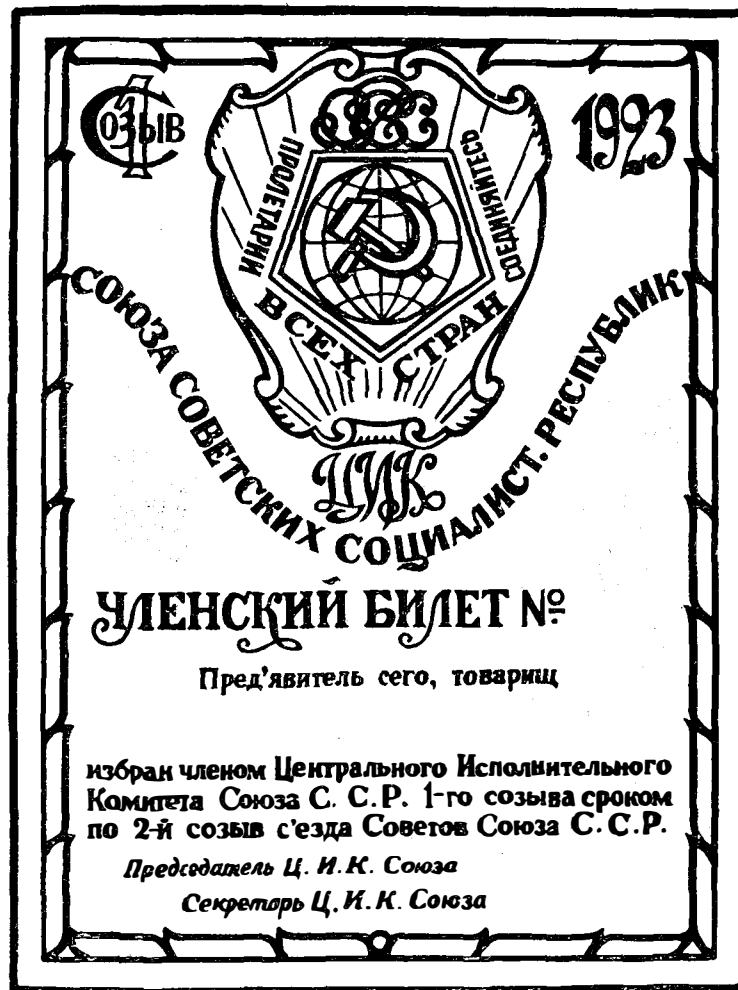 1 СОЗЫВ
1923
СССР
ПРОЛЕТАРИИ
ВСЕХ СТРАН
СОЕДИНЯЙТЕСЬ
ЦИК
СОЮЗА СОВЕТСКИХ СОЦИАЛИСТ. РЕСПУБЛИК
ЧЛЕНСКИЙ БИЛЕТ №
Пред'явитель сего, товарищ
избран членом Центрального Исполнительного
Комитета Союза С. С. Р. 1-го созыва сроком
по 2-й созыв с'езда Советов Союза С. С. Р.
Председатель Ц. И. К. Союза
Секретарь Ц. И. К. Союза